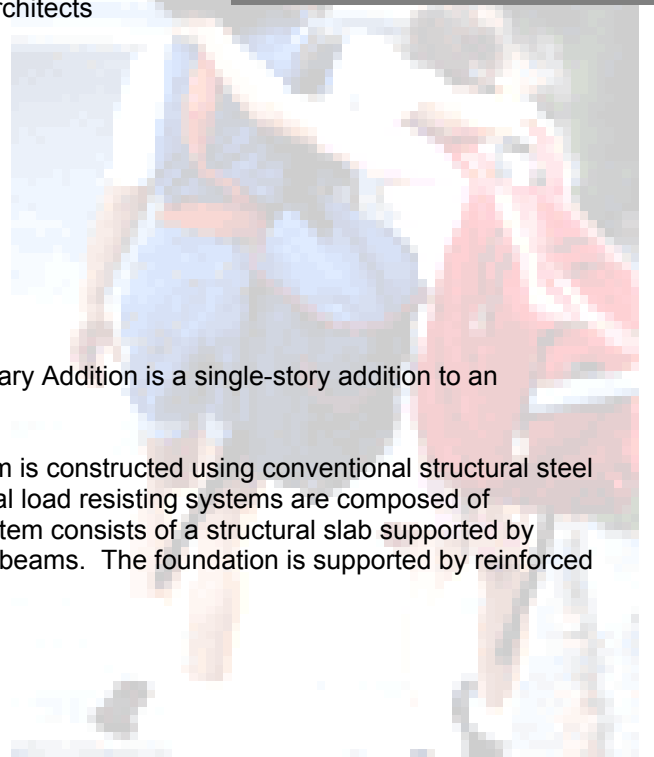 rchitects
ary Addition is a single-story addition to an
m is constructed using conventional structural steel
al load resisting systems are composed of
tem consists of a structural slab supported by
beams.  The foundation is supported by reinforced